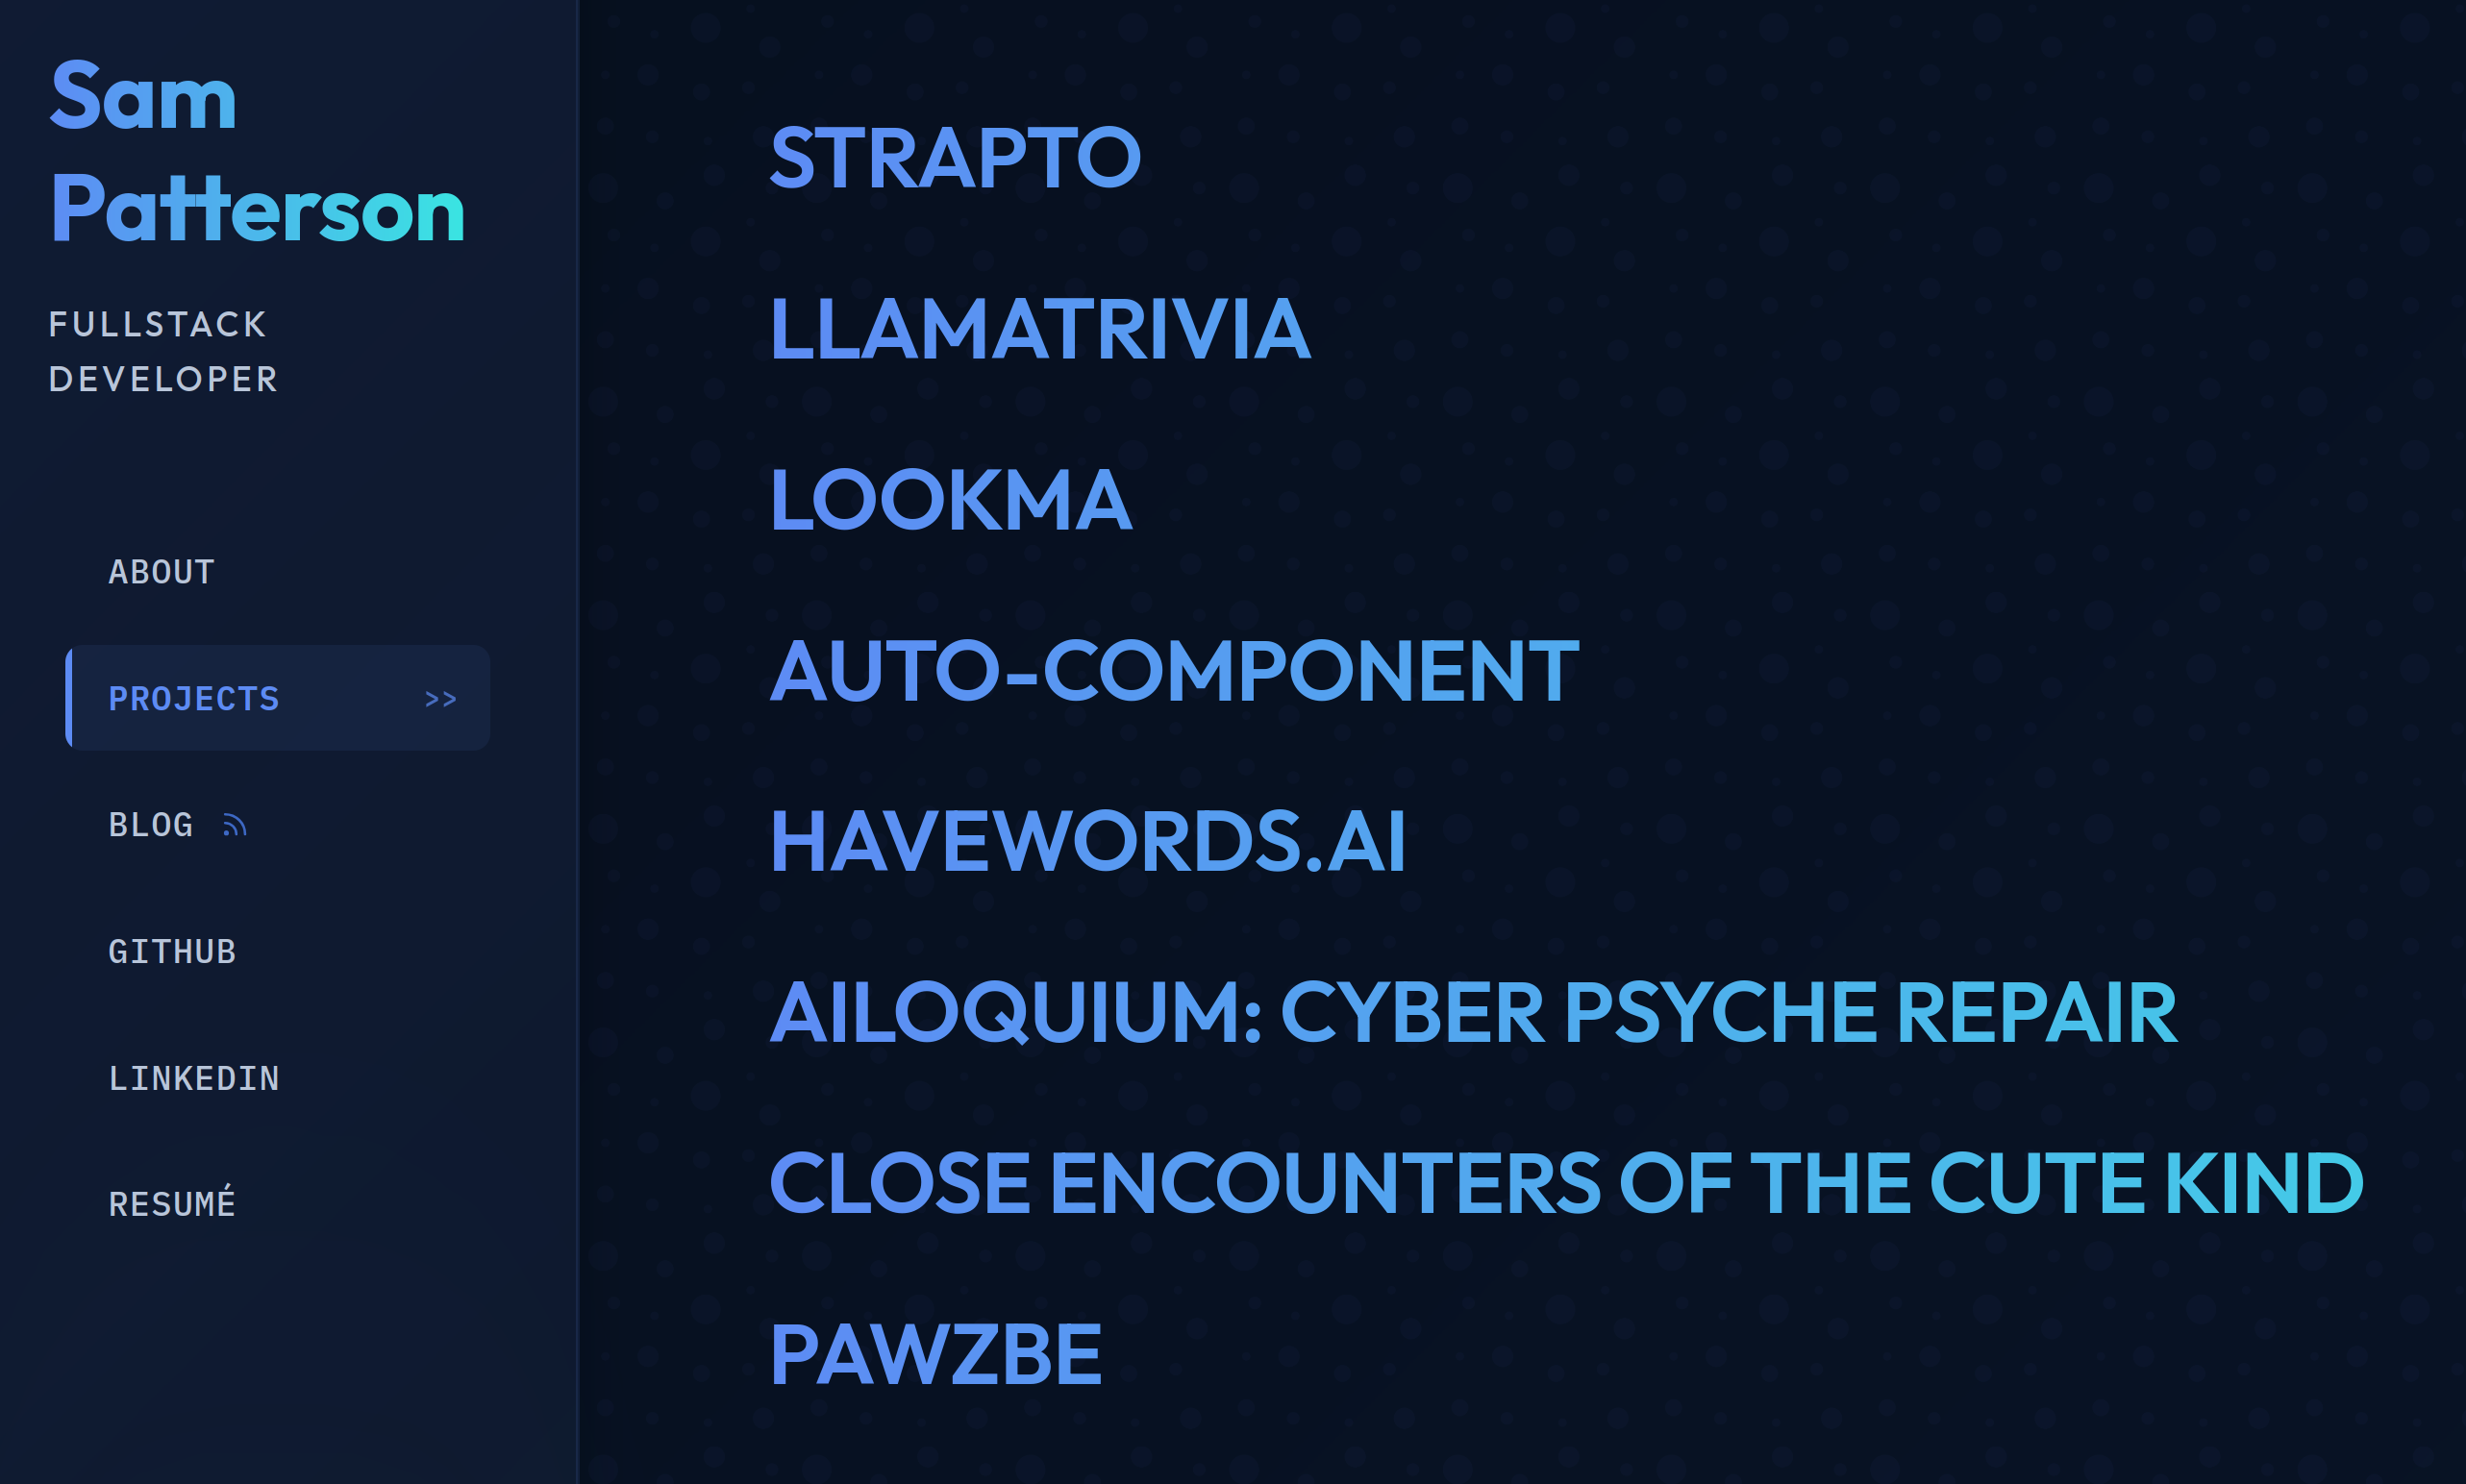 Sam
Patterson
FULLSTACK
DEVELOPER
ABOUT
PROJECTS >>
BLOG
GITHUB
LINKEDIN
RESUMÉ
STRAPTO
LLAMATRIVIA
LOOKMA
AUTO-COMPONENT
HAVEWORDS.AI
AILOQUIUM: CYBER PSYCHE REPAIR
CLOSE ENCOUNTERS OF THE CUTE KIND
PAWZBE